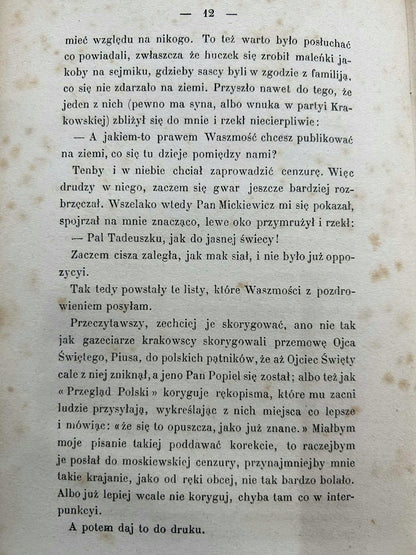 — 12 —
mieć względu na nikogo. To też warto było posłuchać
co powiadali, zwłaszcza że huczek się zrobił maleńki ja-
koby na sejmiku, gdzieby sascy byli w zgodzie z familiją,
co się nie zdarzało na ziemi. Przyszło nawet do tego, że
jeden z nich (pewno ma syna, albo wnuka w partyi Kra-
kowskiej) zbliżył się do mnie i rzekł niecierpliwie:
— A jakiem-to prawem Waszmość chcesz publikować
na ziemi, co się tu dzieje pomiędzy nami?
Tenby i w niebie chciał zaprowadzić cenzurę. Więc
drudzy w niego, zaczem się gwar jeszcze bardziej roz-
brzęczał. Wszelako wtedy Pan Mickiewicz mi się pokazał,
spojrzał na mnie znacząco, lewe oko przymrużył i rzekł:
— Pal Tadeuszku, jak do jasnej świecy!
Zaczem cisza zaległa, jak mak siał, i nie było już oppo-
zycyi.
Tak tedy powstały te listy, które Waszmości z pozdro-
wieniem posyłam.
Przeczytawszy, zechciej je skorygować, ano nie tak
jak gazeciarze krakowscy skorygowali przemowę Ojca
Świętego, Piusa, do polskich pątników, że aż Ojciec Święty
cale z niej zniknął, a jeno Pan Popiel się został; albo też jak
«Przegląd Polski» koryguje rękopisma, które mu zacni
ludzie przysyłają, wykreślając z nich miejsca co lepsze
i mówiąc: «że się to opuszcza, jako już znane.» Miałbym
moje pisanie takiej poddawać korekcie, to raczejbym
je posłał do moskiewskiej cenzury, przynajmniejby mnie
takie krajanie, jako od ręki obcej, nie tak bardzo bolało.
Albo już lepiej wcale nie koryguj, chyba tam co w inter-
punkcyi.
A potem daj to do druku.